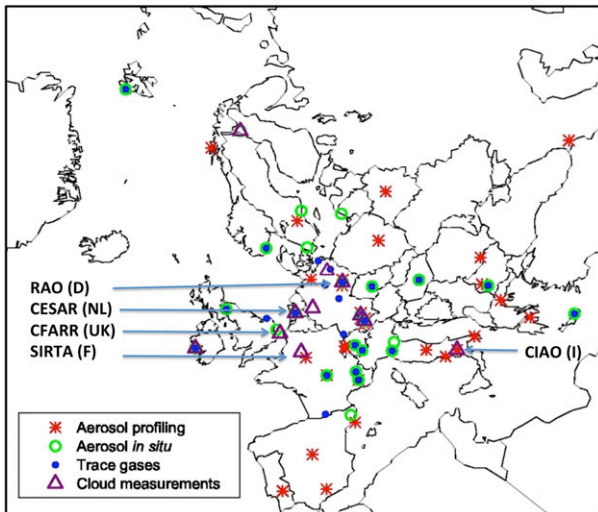 RAO (D)
CESAR (NL)
CFARR (UK)
SIRTA (F)
CIAO (I)
Aerosol profiling
Aerosol in situ
Trace gases
Cloud measurements